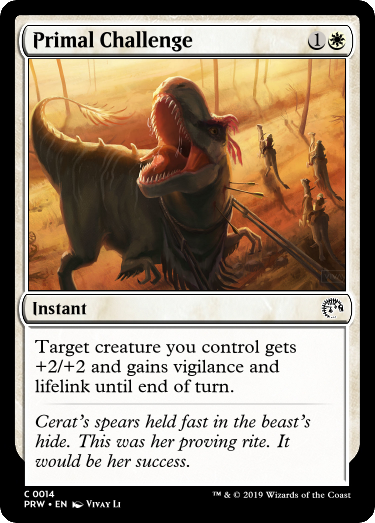 Primal Challenge
1
Instant
Target creature you control gets
+2/+2 and gains vigilance and
lifelink until end of turn.
Cerat's spears held fast in the beast's
hide. This was her proving rite. It
would be her success.
C 0014
PRW • EN Vivay Li
™ & © 2019 Wizards of the Coast